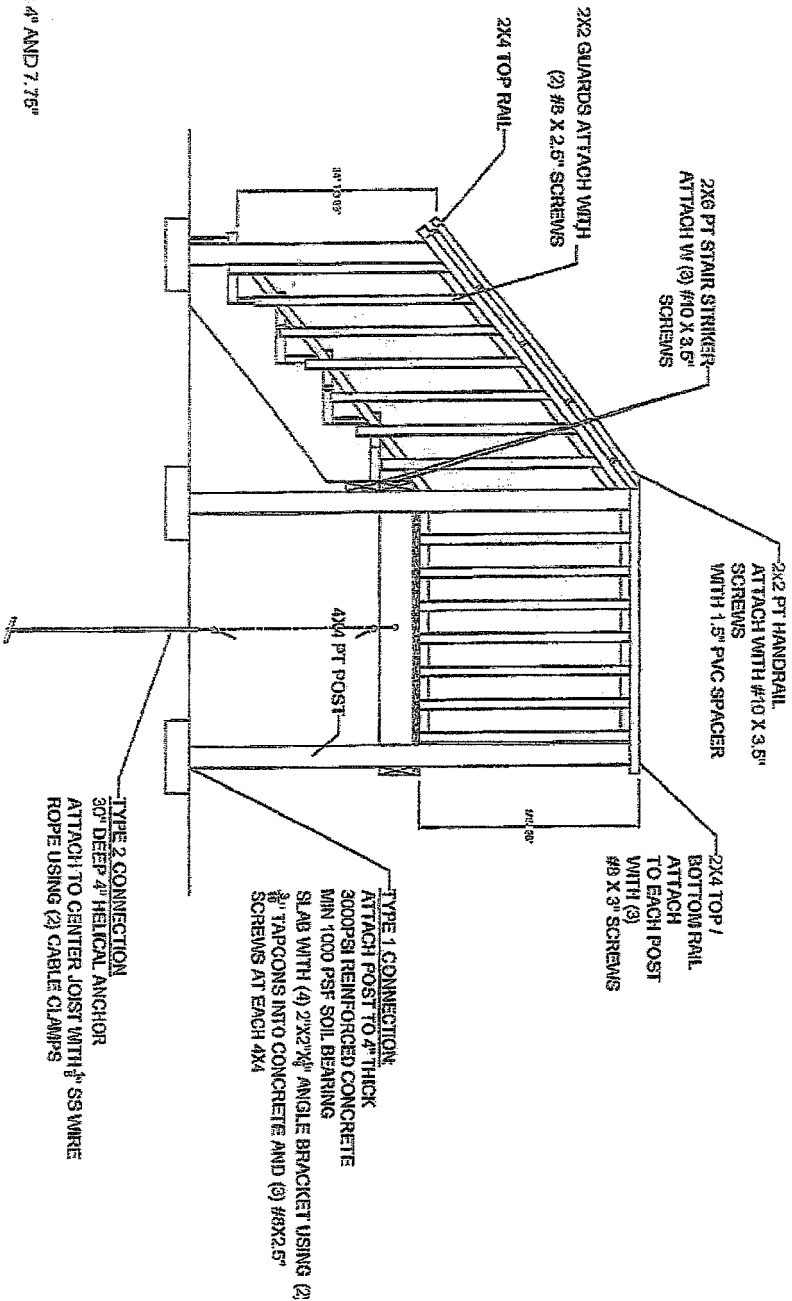 4" AND 7.75"
2X4 TOP RAIL
2X2 GUARDS ATTACH WITH
(2) #8 X 2.5" SCREWS
2X6 PT STAIR STRIKER
ATTACH W/ (3) #10 X 3.5"
SCREWS
2x2 PT HANDRAIL
ATTACH WITH #10 X 3.5"
SCREWS
WITH 1.5" PVC SPACER
2X4 TOP /
BOTTOM RAIL
ATTACH
TO EACH POST
WITH (3)
#8 X 3" SCREWS
4X4 PT POST
TYPE 1 CONNECTION
ATTACH POST TO 4" THICK
3000PSI REINFORCED CONCRETE
MIN 1000 PSF SOIL BEARING
SLAB WITH (4) 2"X2"X ANGLE BRACKET USING (2)
TAPCONS INTO CONCRETE AND (3) #8X2.5"
SCREWS AT EACH 4X4
TYPE 2 CONNECTION
30" DEEP 4" HELICAL ANCHOR
ATTACH TO CENTER JOIST WITH SS WIRE
ROPE USING (2) CABLE CLAMPS